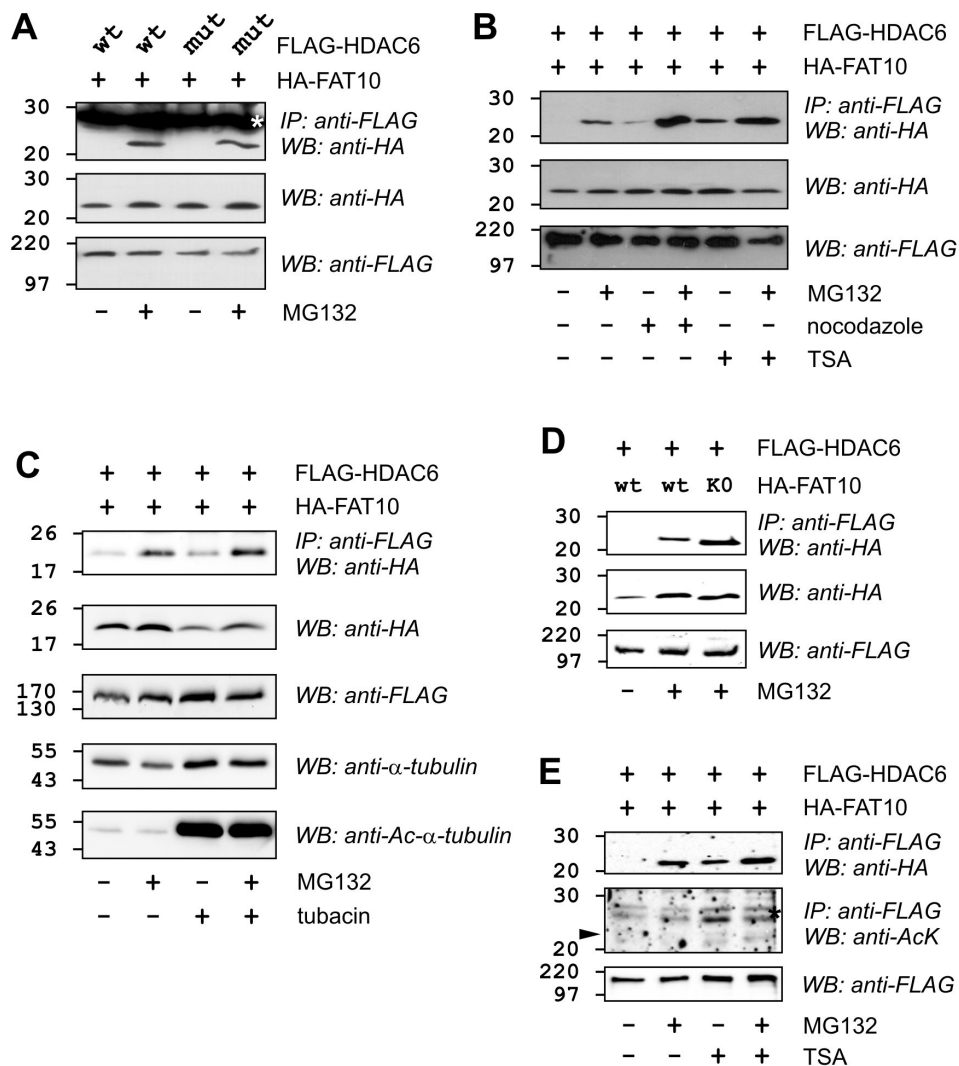 A
wt wt mut mut FLAG-HDAC6
+ + + + HA-FAT10
30
20
IP: anti-FLAG
WB: anti-HA
*
30
20
WB: anti-HA
220
97
WB: anti-FLAG
− + − + MG132
B
+ + + + + + FLAG-HDAC6
+ + + + + + HA-FAT10
30
20
IP: anti-FLAG
WB: anti-HA
30
20
WB: anti-HA
220
97
WB: anti-FLAG
− + − + − + MG132
− − + + − − nocodazole
− − − − + + TSA
C
+ + + + FLAG-HDAC6
+ + + + HA-FAT10
26
17
IP: anti-FLAG
WB: anti-HA
26
17
WB: anti-HA
170
130
WB: anti-FLAG
55
43
WB: anti-α-tubulin
55
43
WB: anti-Ac-α-tubulin
− + − + MG132
− − + + tubacin
D
+ + + FLAG-HDAC6
wt wt K0 HA-FAT10
30
20
IP: anti-FLAG
WB: anti-HA
30
20
WB: anti-HA
220
97
WB: anti-FLAG
− + + MG132
E
+ + + + FLAG-HDAC6
+ + + + HA-FAT10
30
20
IP: anti-FLAG
WB: anti-HA
30
20
IP: anti-FLAG
WB: anti-AcK
*
220
97
WB: anti-FLAG
− + − + MG132
− − + + TSA